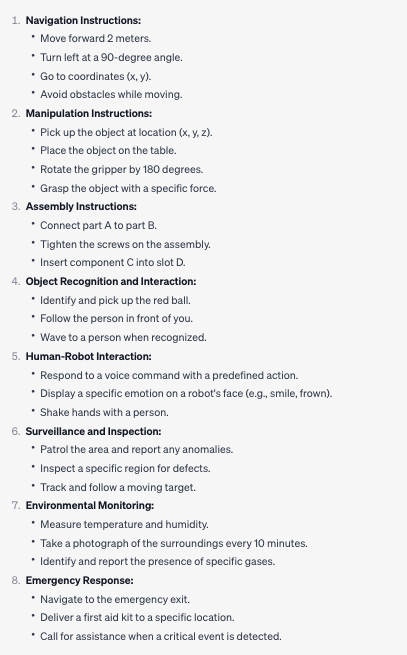 1. Navigation Instructions:
• Move forward 2 meters.
• Turn left at a 90-degree angle.
• Go to coordinates (x, y).
• Avoid obstacles while moving.
2. Manipulation Instructions:
• Pick up the object at location (x, y, z).
• Place the object on the table.
• Rotate the gripper by 180 degrees.
• Grasp the object with a specific force.
3. Assembly Instructions:
• Connect part A to part B.
• Tighten the screws on the assembly.
• Insert component C into slot D.
4. Object Recognition and Interaction:
• Identify and pick up the red ball.
• Follow the person in front of you.
• Wave to a person when recognized.
5. Human-Robot Interaction:
• Respond to a voice command with a predefined action.
• Display a specific emotion on a robot's face (e.g., smile, frown).
• Shake hands with a person.
6. Surveillance and Inspection:
• Patrol the area and report any anomalies.
• Inspect a specific region for defects.
• Track and follow a moving target.
7. Environmental Monitoring:
• Measure temperature and humidity.
• Take a photograph of the surroundings every 10 minutes.
• Identify and report the presence of specific gases.
8. Emergency Response:
• Navigate to the emergency exit.
• Deliver a first aid kit to a specific location.
• Call for assistance when a critical event is detected.